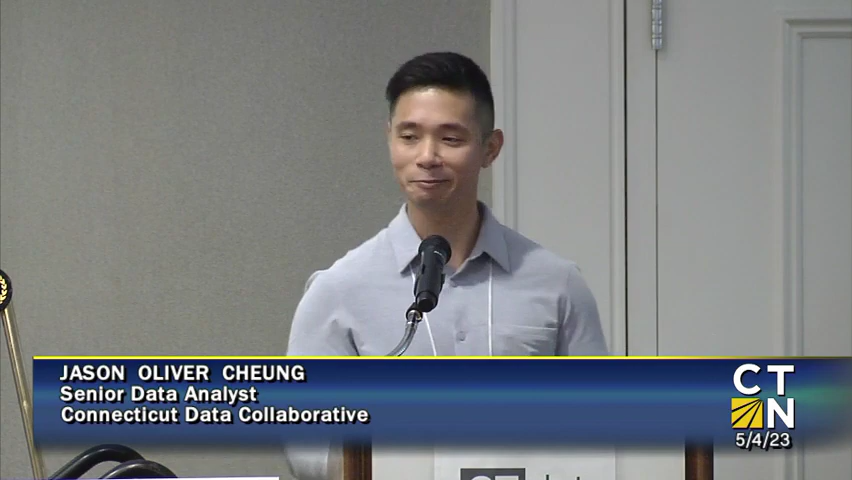 JASON OLIVER CHEUNG
Senior Data Analyst
Connecticut Data Collaborative
CT
N
5/4/23